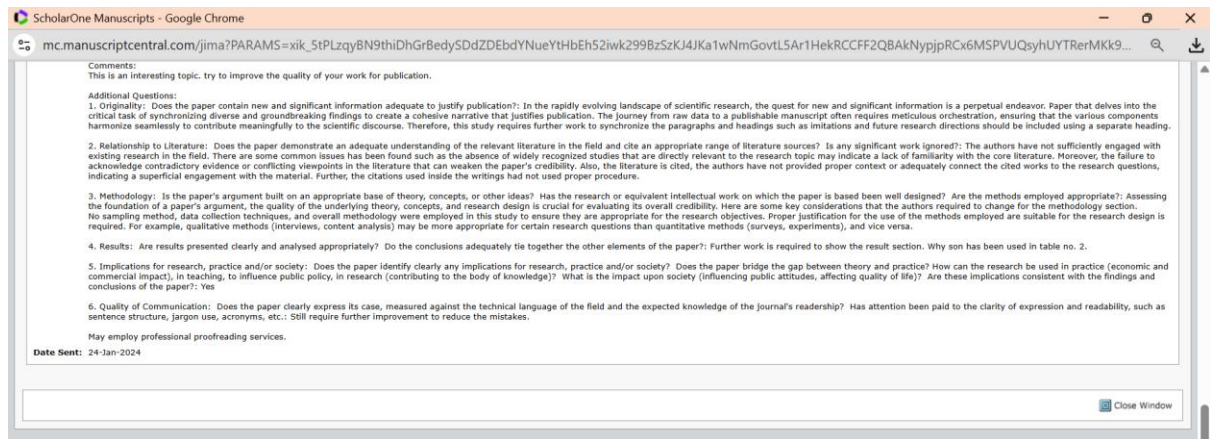 ScholarOne Manuscripts - Google Chrome
Comments:
This is an interesting topic. try to improve the quality of your work for publication.
Additional Questions:
1. Originality: Does the paper contain new and significant information adequate to justify publication?: In the rapidly evolving landscape of scientific research, the quest for new and significant information is a perpetual endeavor. Paper that delves into the
critical task of synchronizing diverse and groundbreaking findings to create a cohesive narrative that justifies publication. The journey from raw data to a publishable manuscript often requires meticulous orchestration, ensuring that the various components
harmonize seamlessly to contribute meaningfully to the scientific discourse. Therefore, this study requires further work to synchronize the paragraphs and headings such as imitations and future research directions should be included using a separate heading.
2. Relationship to Literature: Does the paper demonstrate an adequate understanding of the relevant literature in the field and cite an appropriate range of literature sources? Is any significant work ignored?: The authors have not sufficiently engaged with
existing research in the field. There are some common issues has been found such as the absence of widely recognized studies that are directly relevant to the research topic may indicate a lack of familiarity with the core literature. Moreover, the failure to
acknowledge contradictory evidence or conflicting viewpoints in the literature that can weaken the paper's credibility. Also, the literature is cited, the authors have not provided proper context or adequately connect the cited works to the research questions,
indicating a superficial engagement with the material. Further, the citations used inside the writings had not used proper procedure.
3. Methodology: Is the paper's argument built on an appropriate base of theory, concepts, or other ideas? Has the research or equivalent intellectual work on which the paper is based been well designed? Are the methods employed appropriate?: Assessing
the foundation of a paper's argument, the quality of the underlying theory, concepts, and research design is crucial for evaluating its overall credibility. Here are some key considerations that the authors required to change for the methodology section.
No sampling method, data collection techniques, and overall methodology were employed in this study to ensure they are appropriate for the research objectives. Proper justification for the use of the methods employed are suitable for the research design is
required. For example, qualitative methods (interviews, content analysis) may be more appropriate for certain research questions than quantitative methods (surveys, experiments), and vice versa.
4. Results: Are results presented clearly and analysed appropriately? Do the conclusions adequately tie together the other elements of the paper?: Further work is required to show the result section. Why son has been used in table no. 2.
5. Implications for research, practice and/or society: Does the paper identify clearly any implications for research, practice and/or society? Does the paper bridge the gap between theory and practice? How can the research be used in practice (economic and
commercial impact), in teaching, to influence public policy, in research (contributing to the body of knowledge)? What is the impact upon society (influencing public attitudes, affecting quality of life)? Are these implications consistent with the findings and
conclusions of the paper?: Yes
6. Quality of Communication: Does the paper clearly express its case, measured against the technical language of the field and the expected knowledge of the journal's readership? Has attention been paid to the clarity of expression and readability, such as
sentence structure, jargon use, acronyms, etc.: Still require further improvement to reduce the mistakes.
May employ professional proofreading services.
Date Sent: 24-Jan-2024
Close Window